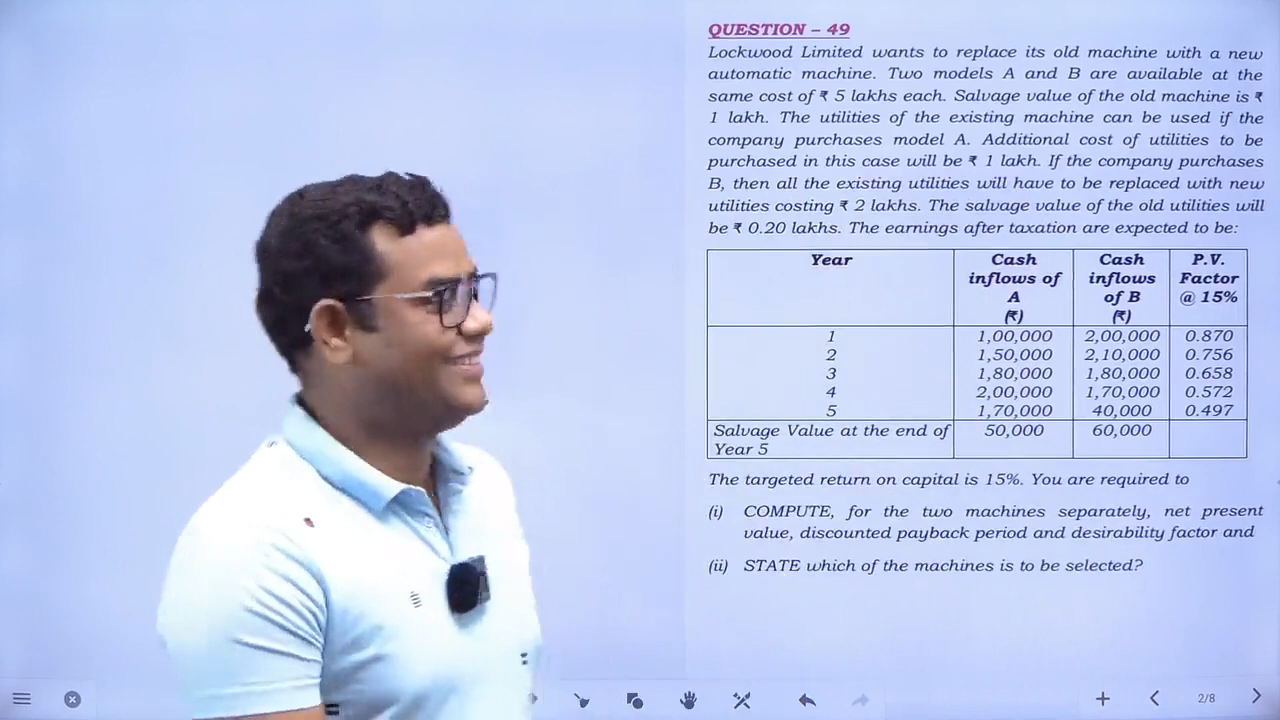 QUESTION – 49
Lockwood Limited wants to replace its old machine with a new
automatic machine. Two models A and B are available at the
same cost of ₹ 5 lakhs each. Salvage value of the old machine is ₹
1 lakh. The utilities of the existing machine can be used if the
company purchases model A. Additional cost of utilities to be
purchased in this case will be ₹ 1 lakh. If the company purchases
B, then all the existing utilities will have to be replaced with new
utilities costing ₹ 2 lakhs. The salvage value of the old utilities will
be ₹ 0.20 lakhs. The earnings after taxation are expected to be:
Year Cash inflows of A (₹) Cash inflows of B (₹) P.V. Factor @ 15%
1 1,00,000 2,00,000 0.870
2 1,50,000 2,10,000 0.756
3 1,80,000 1,80,000 0.658
4 2,00,000 1,70,000 0.572
5 1,70,000 40,000 0.497
Salvage Value at the end of Year 5 50,000 60,000
The targeted return on capital is 15%. You are required to
(i) COMPUTE, for the two machines separately, net present
value, discounted payback period and desirability factor and
(ii) STATE which of the machines is to be selected?
2/8